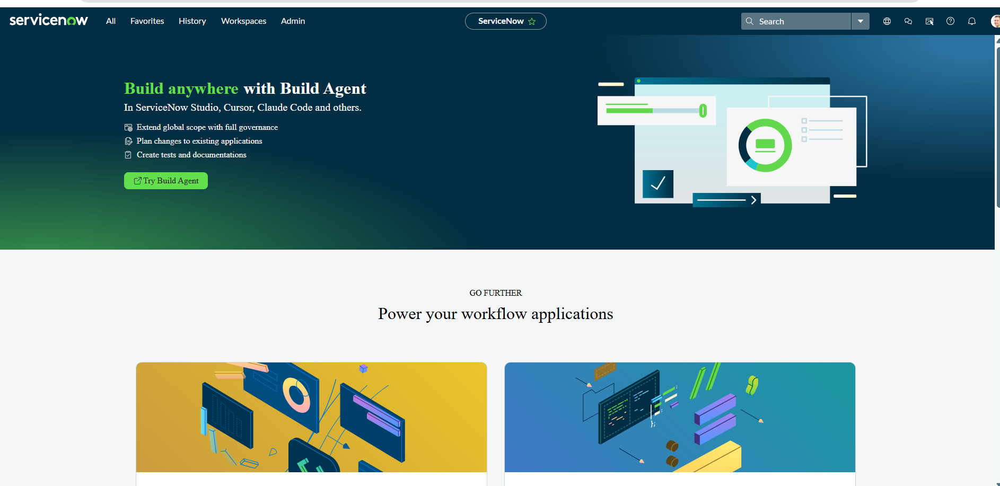 servicenow
All
Favorites
History
Workspaces
Admin
ServiceNow
Search
Build anywhere with Build Agent
In ServiceNow Studio, Cursor, Claude Code and others.
Extend global scope with full governance
Plan changes to existing applications
Create tests and documentations
Try Build Agent
GO FURTHER
Power your workflow applications